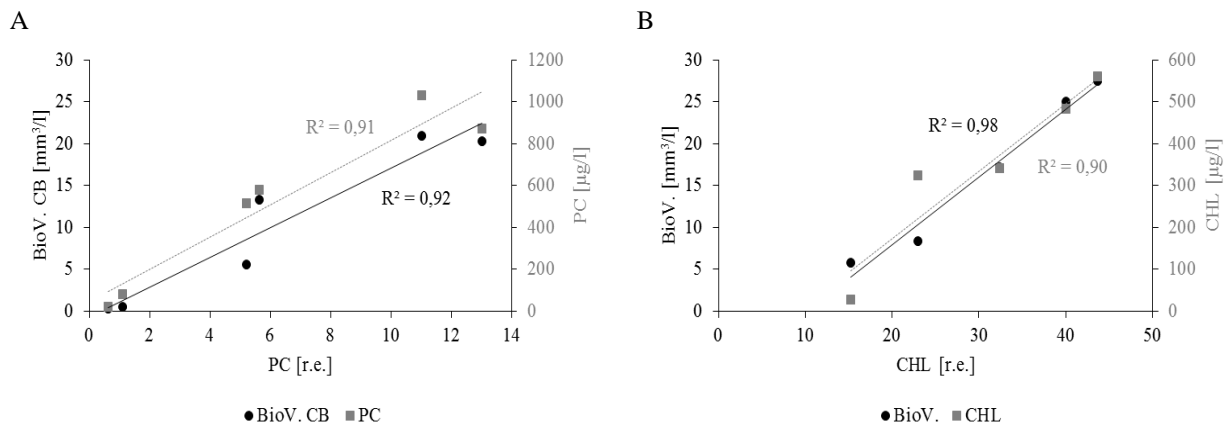 A
30
25
20
15
10
5
0
BioV. CB [mm³/l]
1200
1000
800
600
400
200
0
PC [µg/l]
R² = 0,91
R² = 0,92
0 2 4 6 8 10 12 14
PC [r.e.]
BioV. CB PC
B
30
25
20
15
10
5
0
BioV. [mm³/l]
600
500
400
300
200
100
0
CHL [µg/l]
R² = 0,98
R² = 0,90
0 10 20 30 40 50
CHL [r.e.]
BioV. CHL